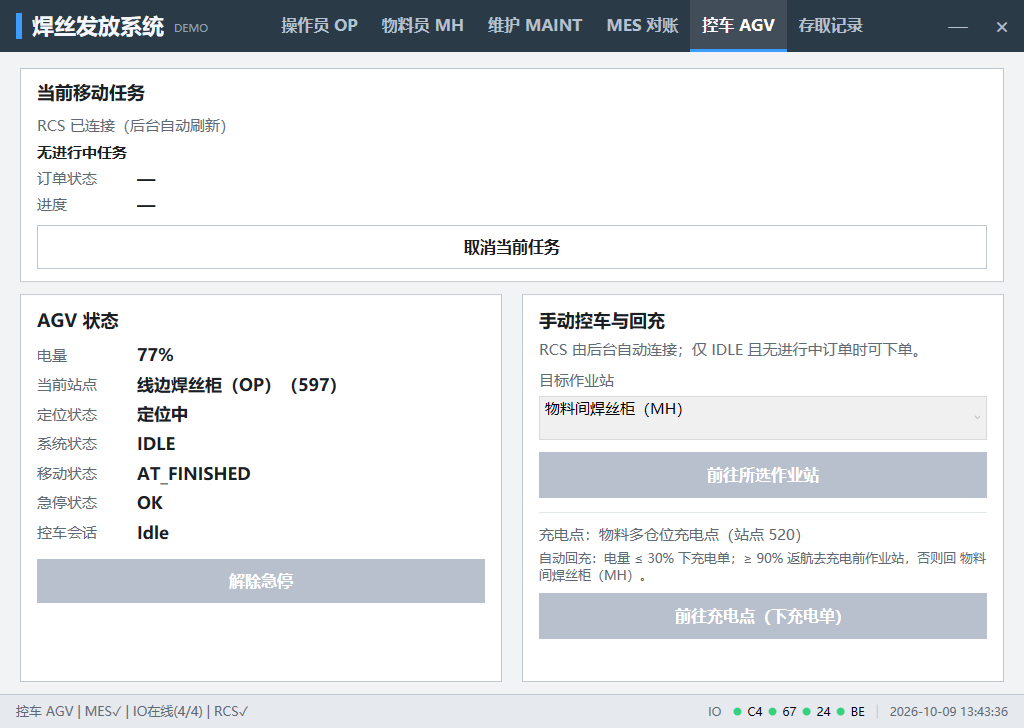 焊丝发放系统 DEMO 操作员 OP 物料员 MH 维护 MAINT MES 对账 控车 AGV 存取记录
当前移动任务
RCS 已连接（后台自动刷新）
无进行中任务
订单状态 —
进度 —
取消当前任务
AGV 状态
电量 77%
当前站点 线边焊丝柜（OP）（597）
定位状态 定位中
系统状态 IDLE
移动状态 AT_FINISHED
急停状态 OK
控车会话 Idle
解除急停
手动控车与回充
RCS 由后台自动连接；仅 IDLE 且无进行中订单时可下单。
目标作业站
物料间焊丝柜（MH）
前往所选作业站
充电点：物料多仓位充电点（站点 520）
自动回充：电量 ≤ 30% 下充电单；≥ 90% 返航去充电前作业站，否则回 物料
间焊丝柜（MH）。
前往充电点（下充电单）
控车 AGV | MES✓ | IO在线(4/4) | RCS✓
IO C4 67 24 BE 2026-10-09 13:43:36